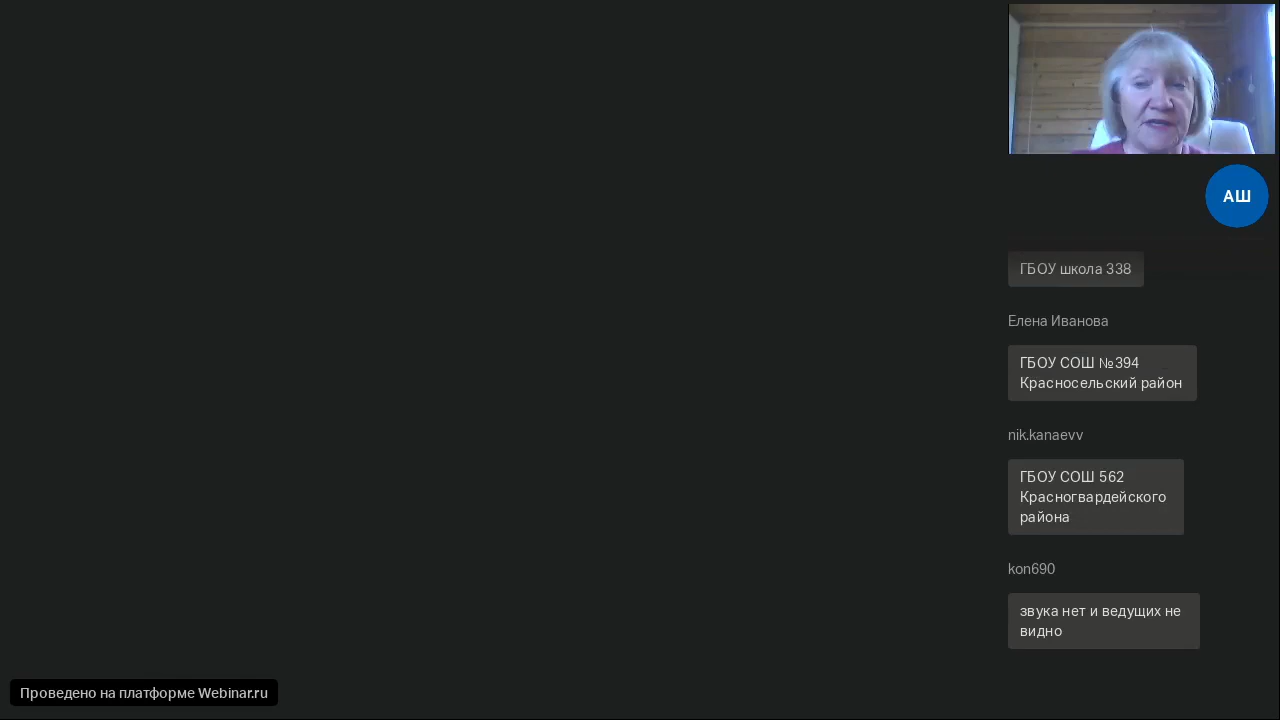 АШ
ГБОУ школа 338
Елена Иванова
ГБОУ СОШ №394
Красносельский район
nik.kanaevv
ГБОУ СОШ 562
Красногвардейского
района
kon690
звука нет и ведущих не
видно
Проведено на платформе Webinar.ru